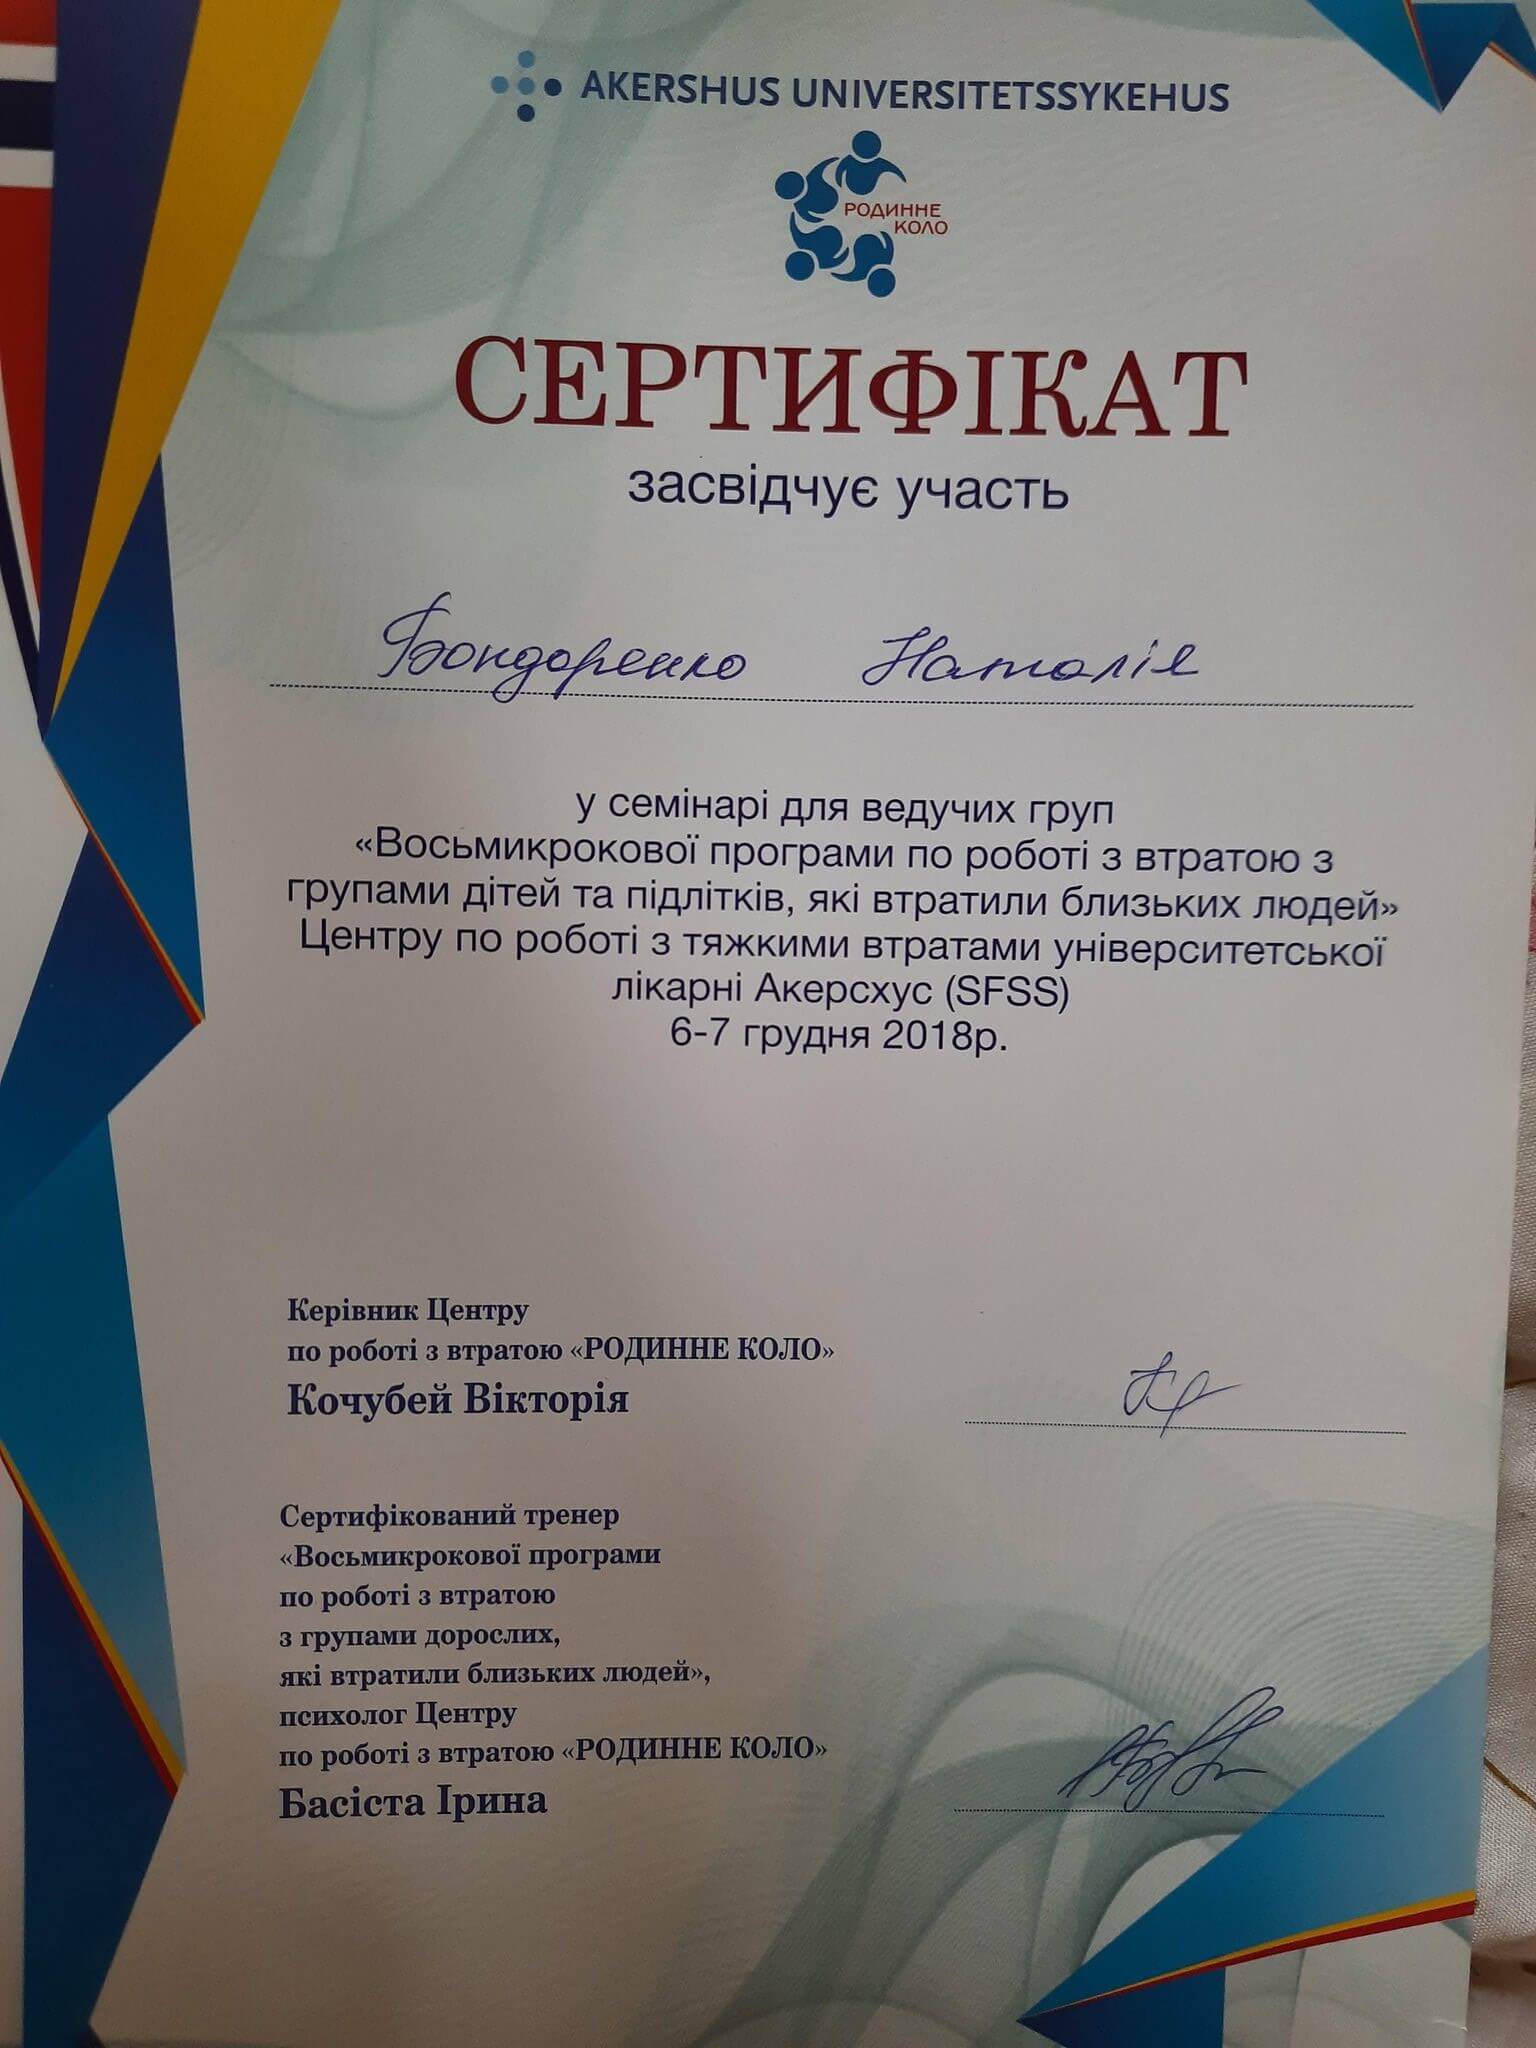 AKERSHUS UNIVERSITETSSYKEHUS
РОДИННЕ
КОЛО
СЕРТИФІКАТ
засвідчує участь
Бондаренко Наталія
у семінарі для ведучих груп
«Восьмикрокової програми по роботі з втратою з
групами дітей та підлітків, які втратили близьких людей»
Центру по роботі з тяжкими втратами університетської
лікарні Акерсхус (SFSS)
6-7 грудня 2018р.
Керівник Центру
по роботі з втратою «РОДИННЕ КОЛО»
Кочубей Вікторія
Сертифікований тренер
«Восьмикрокової програми
по роботі з втратою
з групами дорослих,
які втратили близьких людей»,
психолог Центру
по роботі з втратою «РОДИННЕ КОЛО»
Басіста Ірина